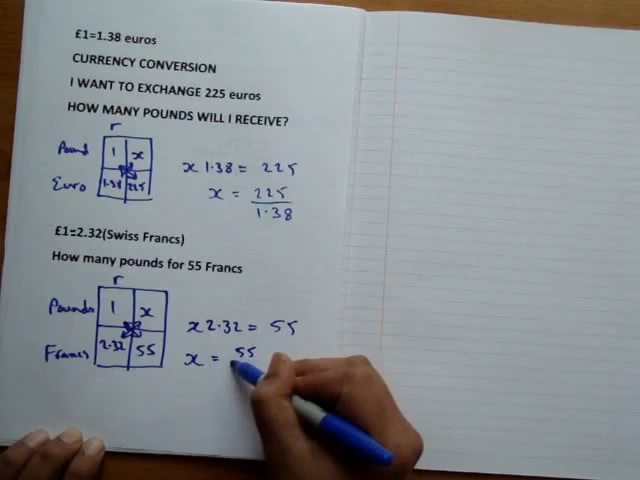 £1=1.38 euros
CURRENCY CONVERSION
I WANT TO EXCHANGE 225 euros
HOW MANY POUNDS WILL I RECEIVE?
r
Pound 1 x
Euro 1.38 225
x 1.38 = 225
x = 225
1.38
£1=2.32(Swiss Francs)
How many pounds for 55 Francs
r
Pounds 1 x
Francs 2.32 55
x 2.32 = 55
x = 55